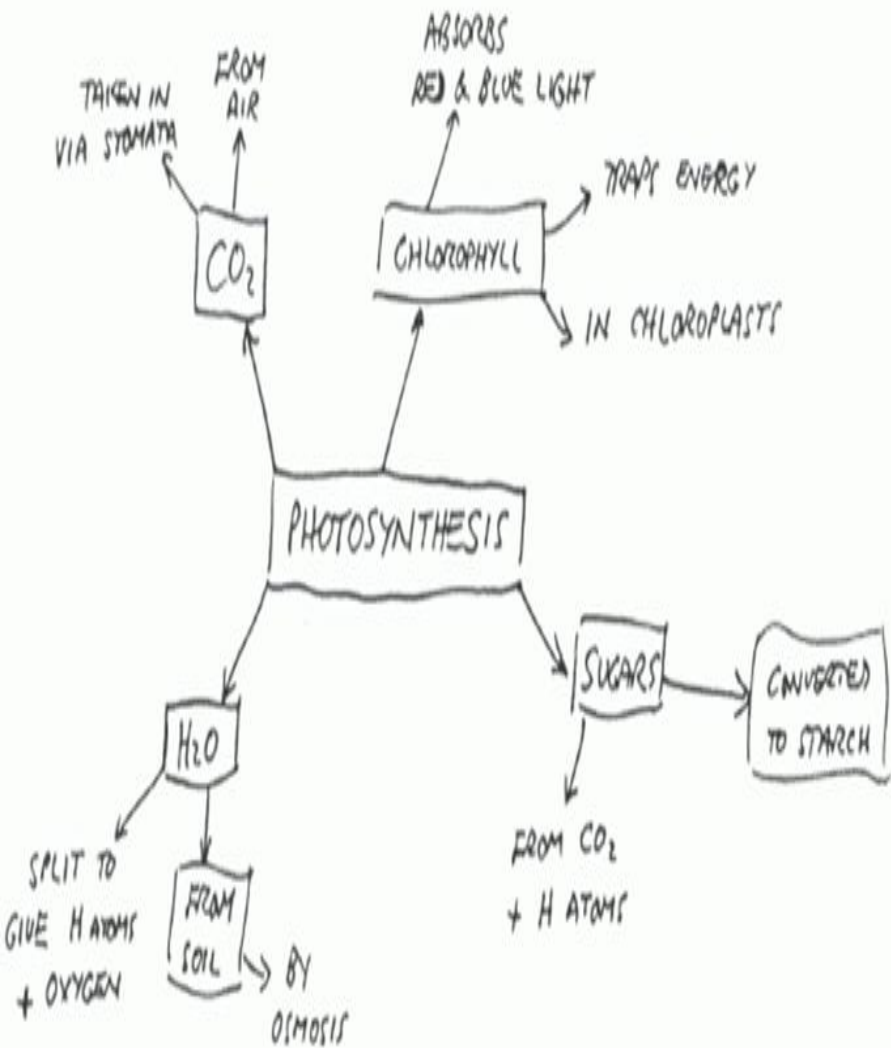 ABSORBS
RED & BLUE LIGHT
FROM
AIR
TAKEN IN
VIA STOMATA
TRAPS ENERGY
CO₂
CHLOROPHYLL
IN CHLOROPLASTS
PHOTOSYNTHESIS
SUGARS
CONVERTED
TO STARCH
H₂O
FROM CO₂
+ H ATOMS
SPLIT TO
GIVE H ATOMS
+ OXYGEN
FROM
SOIL
BY
OSMOSIS